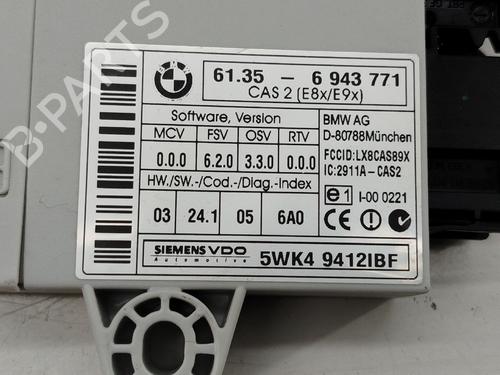 B-PARTS
BMW
61.35 - 6 943 771
CAS 2 (E8x/E9x)
Software, Version
MCV FSV OSV RTV
0.0.0 6.2.0 3.3.0 0.0.0
HW./SW.-/Cod.-/Diag.-Index
03 24.1 05 6A0
BMW AG
D-80788München
FCCID:LX8CAS89X
IC:2911A-CAS2
e1 I-00 0221
CE
SIEMENS VDO
Automotive
5WK4 9412IBF